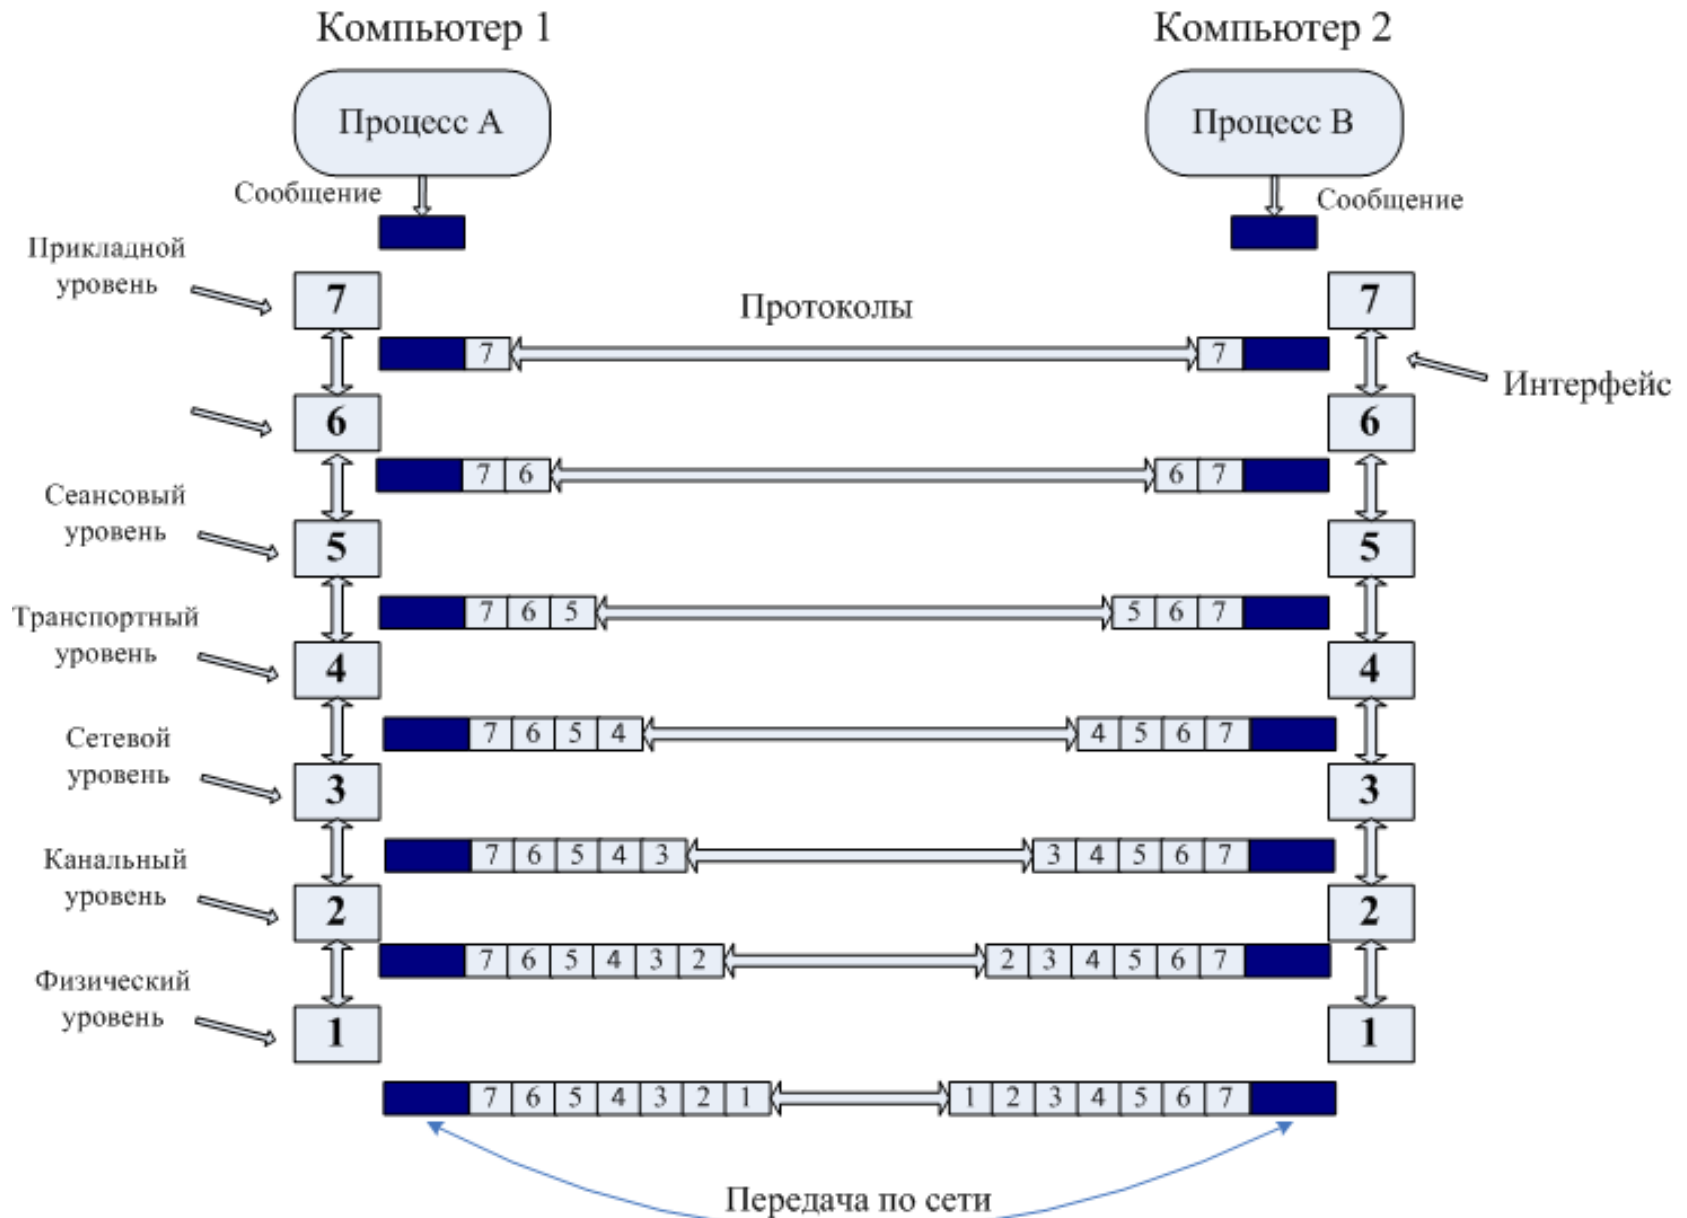 Компьютер 1
Компьютер 2
Процесс А
Процесс В
Сообщение
Сообщение
Прикладной
уровень
7
Протоколы
7
7
7
Интерфейс
6
6
7 6
6 7
Сеансовый
уровень
5
5
7 6 5
5 6 7
Транспортный
уровень
4
4
7 6 5 4
4 5 6 7
Сетевой
уровень
3
3
7 6 5 4 3
3 4 5 6 7
Канальный
уровень
2
2
7 6 5 4 3 2
2 3 4 5 6 7
Физический
уровень
1
1
7 6 5 4 3 2 1
1 2 3 4 5 6 7
Передача по сети